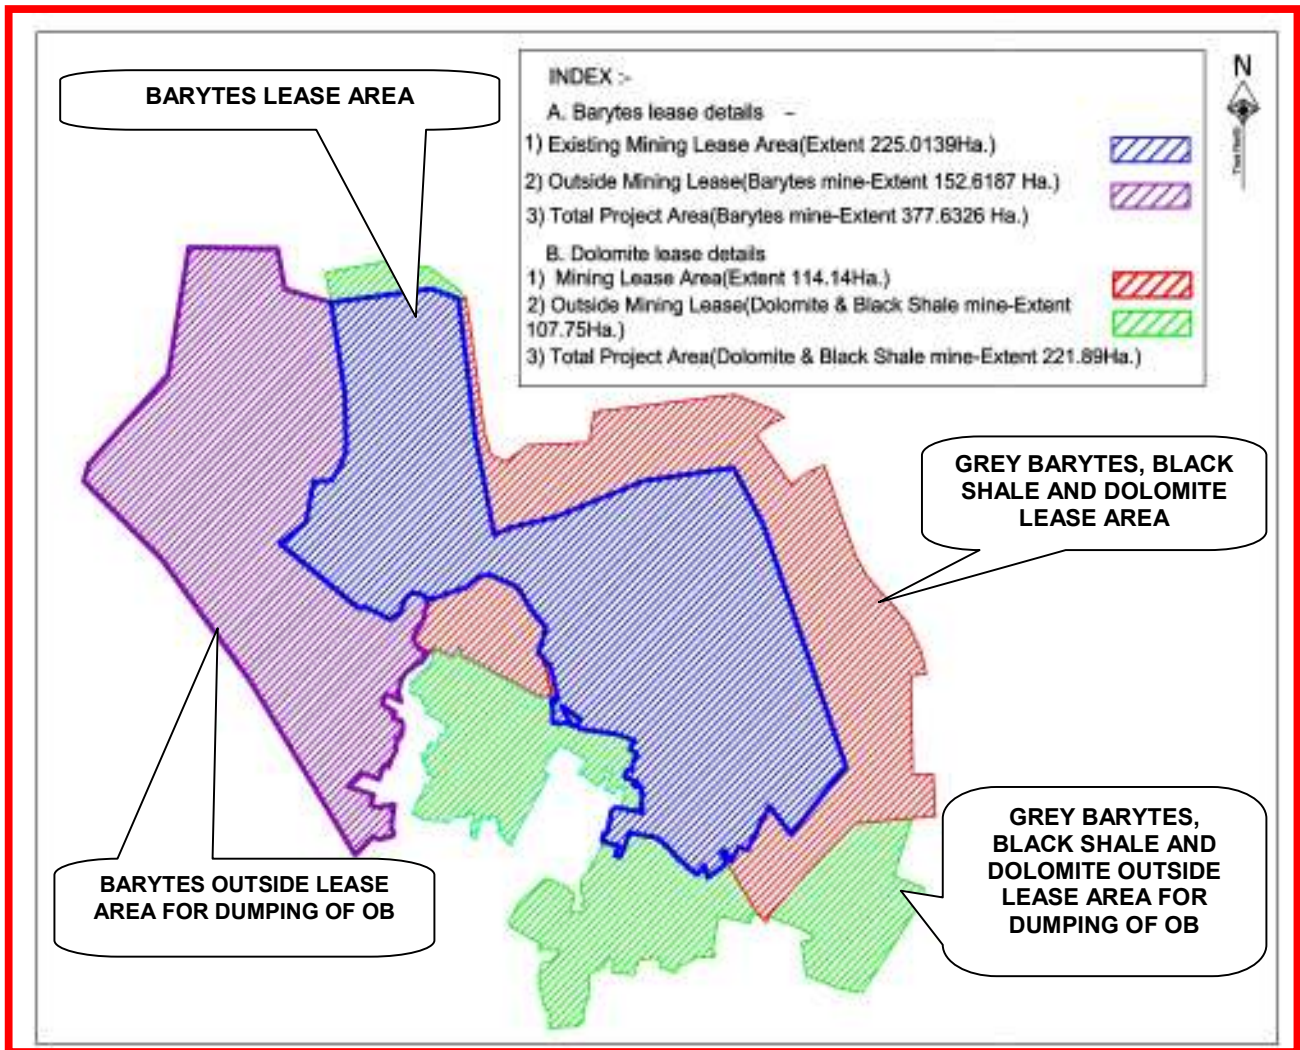 BARYTES LEASE AREA
INDEX :-
A. Barytes lease details –
1) Existing Mining Lease Area(Extent 225.0139Ha.)
2) Outside Mining Lease(Barytes mine-Extent 152.6187 Ha.)
3) Total Project Area(Barytes mine-Extent 377.6326 Ha.)
B. Dolomite lease details
1) Mining Lease Area(Extent 114.14Ha.)
2) Outside Mining Lease(Dolomite & Black Shale mine-Extent
107.75Ha.)
3) Total Project Area(Dolomite & Black Shale mine-Extent 221.89Ha.)
N
True North
GREY BARYTES, BLACK
SHALE AND DOLOMITE
LEASE AREA
BARYTES OUTSIDE LEASE
AREA FOR DUMPING OF OB
GREY BARYTES,
BLACK SHALE AND
DOLOMITE OUTSIDE
LEASE AREA FOR
DUMPING OF OB